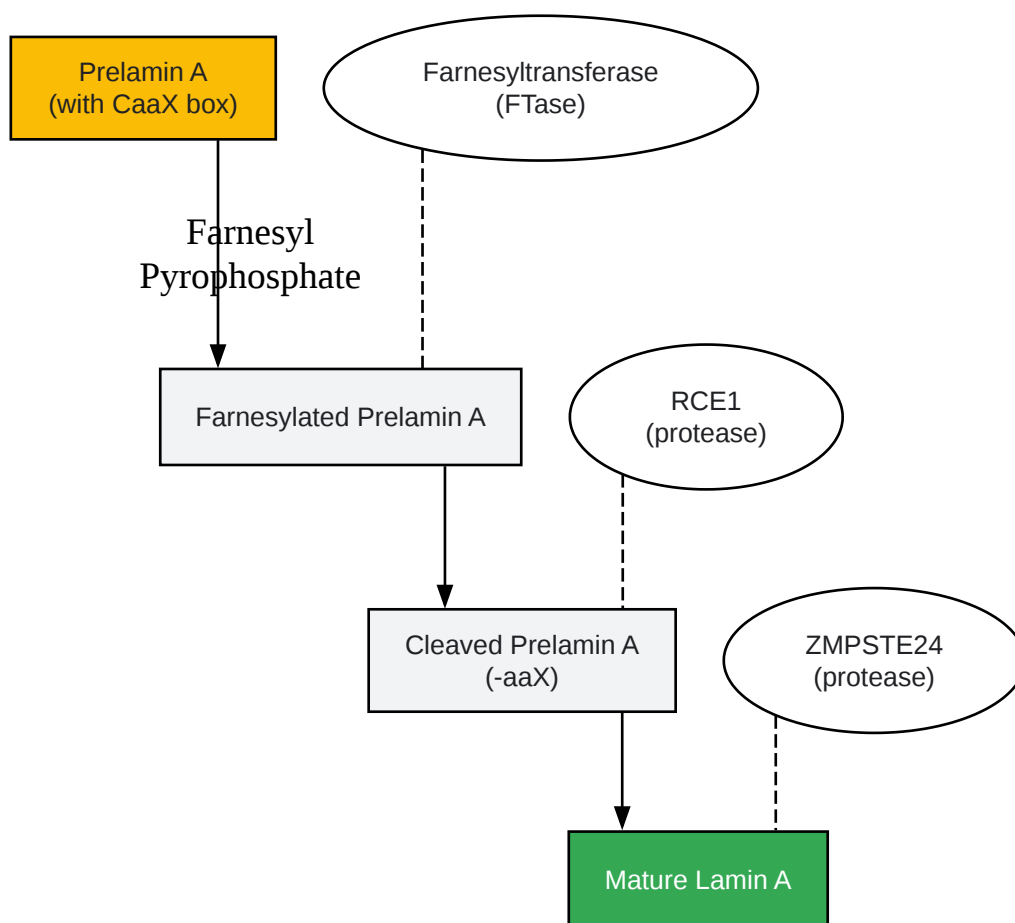 Prelamin A
(with CaaX box)
Farnesyltransferase
(FTase)
Farnesyl
Pyrophosphate
Farnesylated Prelamin A
RCE1
(protease)
Cleaved Prelamin A
(-aaX)
ZMPSTE24
(protease)
Mature Lamin A